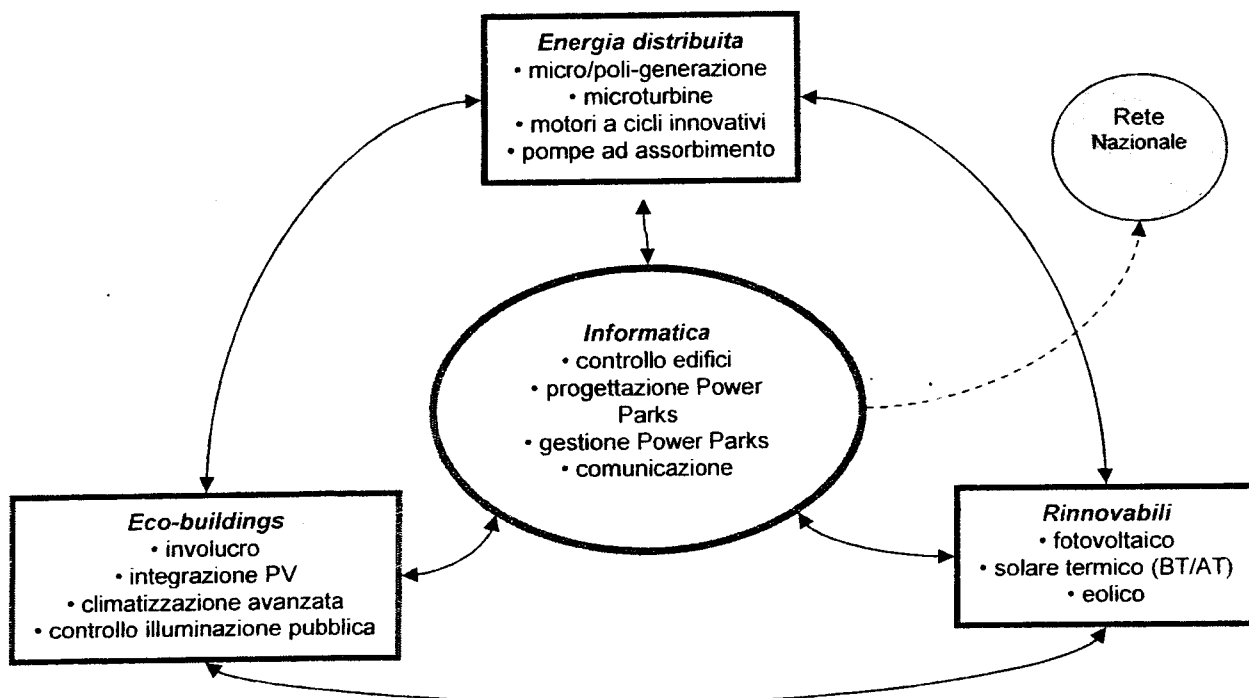 Energia distribuita
• micro/poli-generazione
• microturbine
• motori a cicli innovativi
• pompe ad assorbimento
Rete
Nazionale
Informatica
• controllo edifici
• progettazione Power
Parks
• gestione Power Parks
• comunicazione
Eco-buildings
• involucro
• integrazione PV
• climatizzazione avanzata
• controllo illuminazione pubblica
Rinnovabili
• fotovoltaico
• solare termico (BT/AT)
• eolico